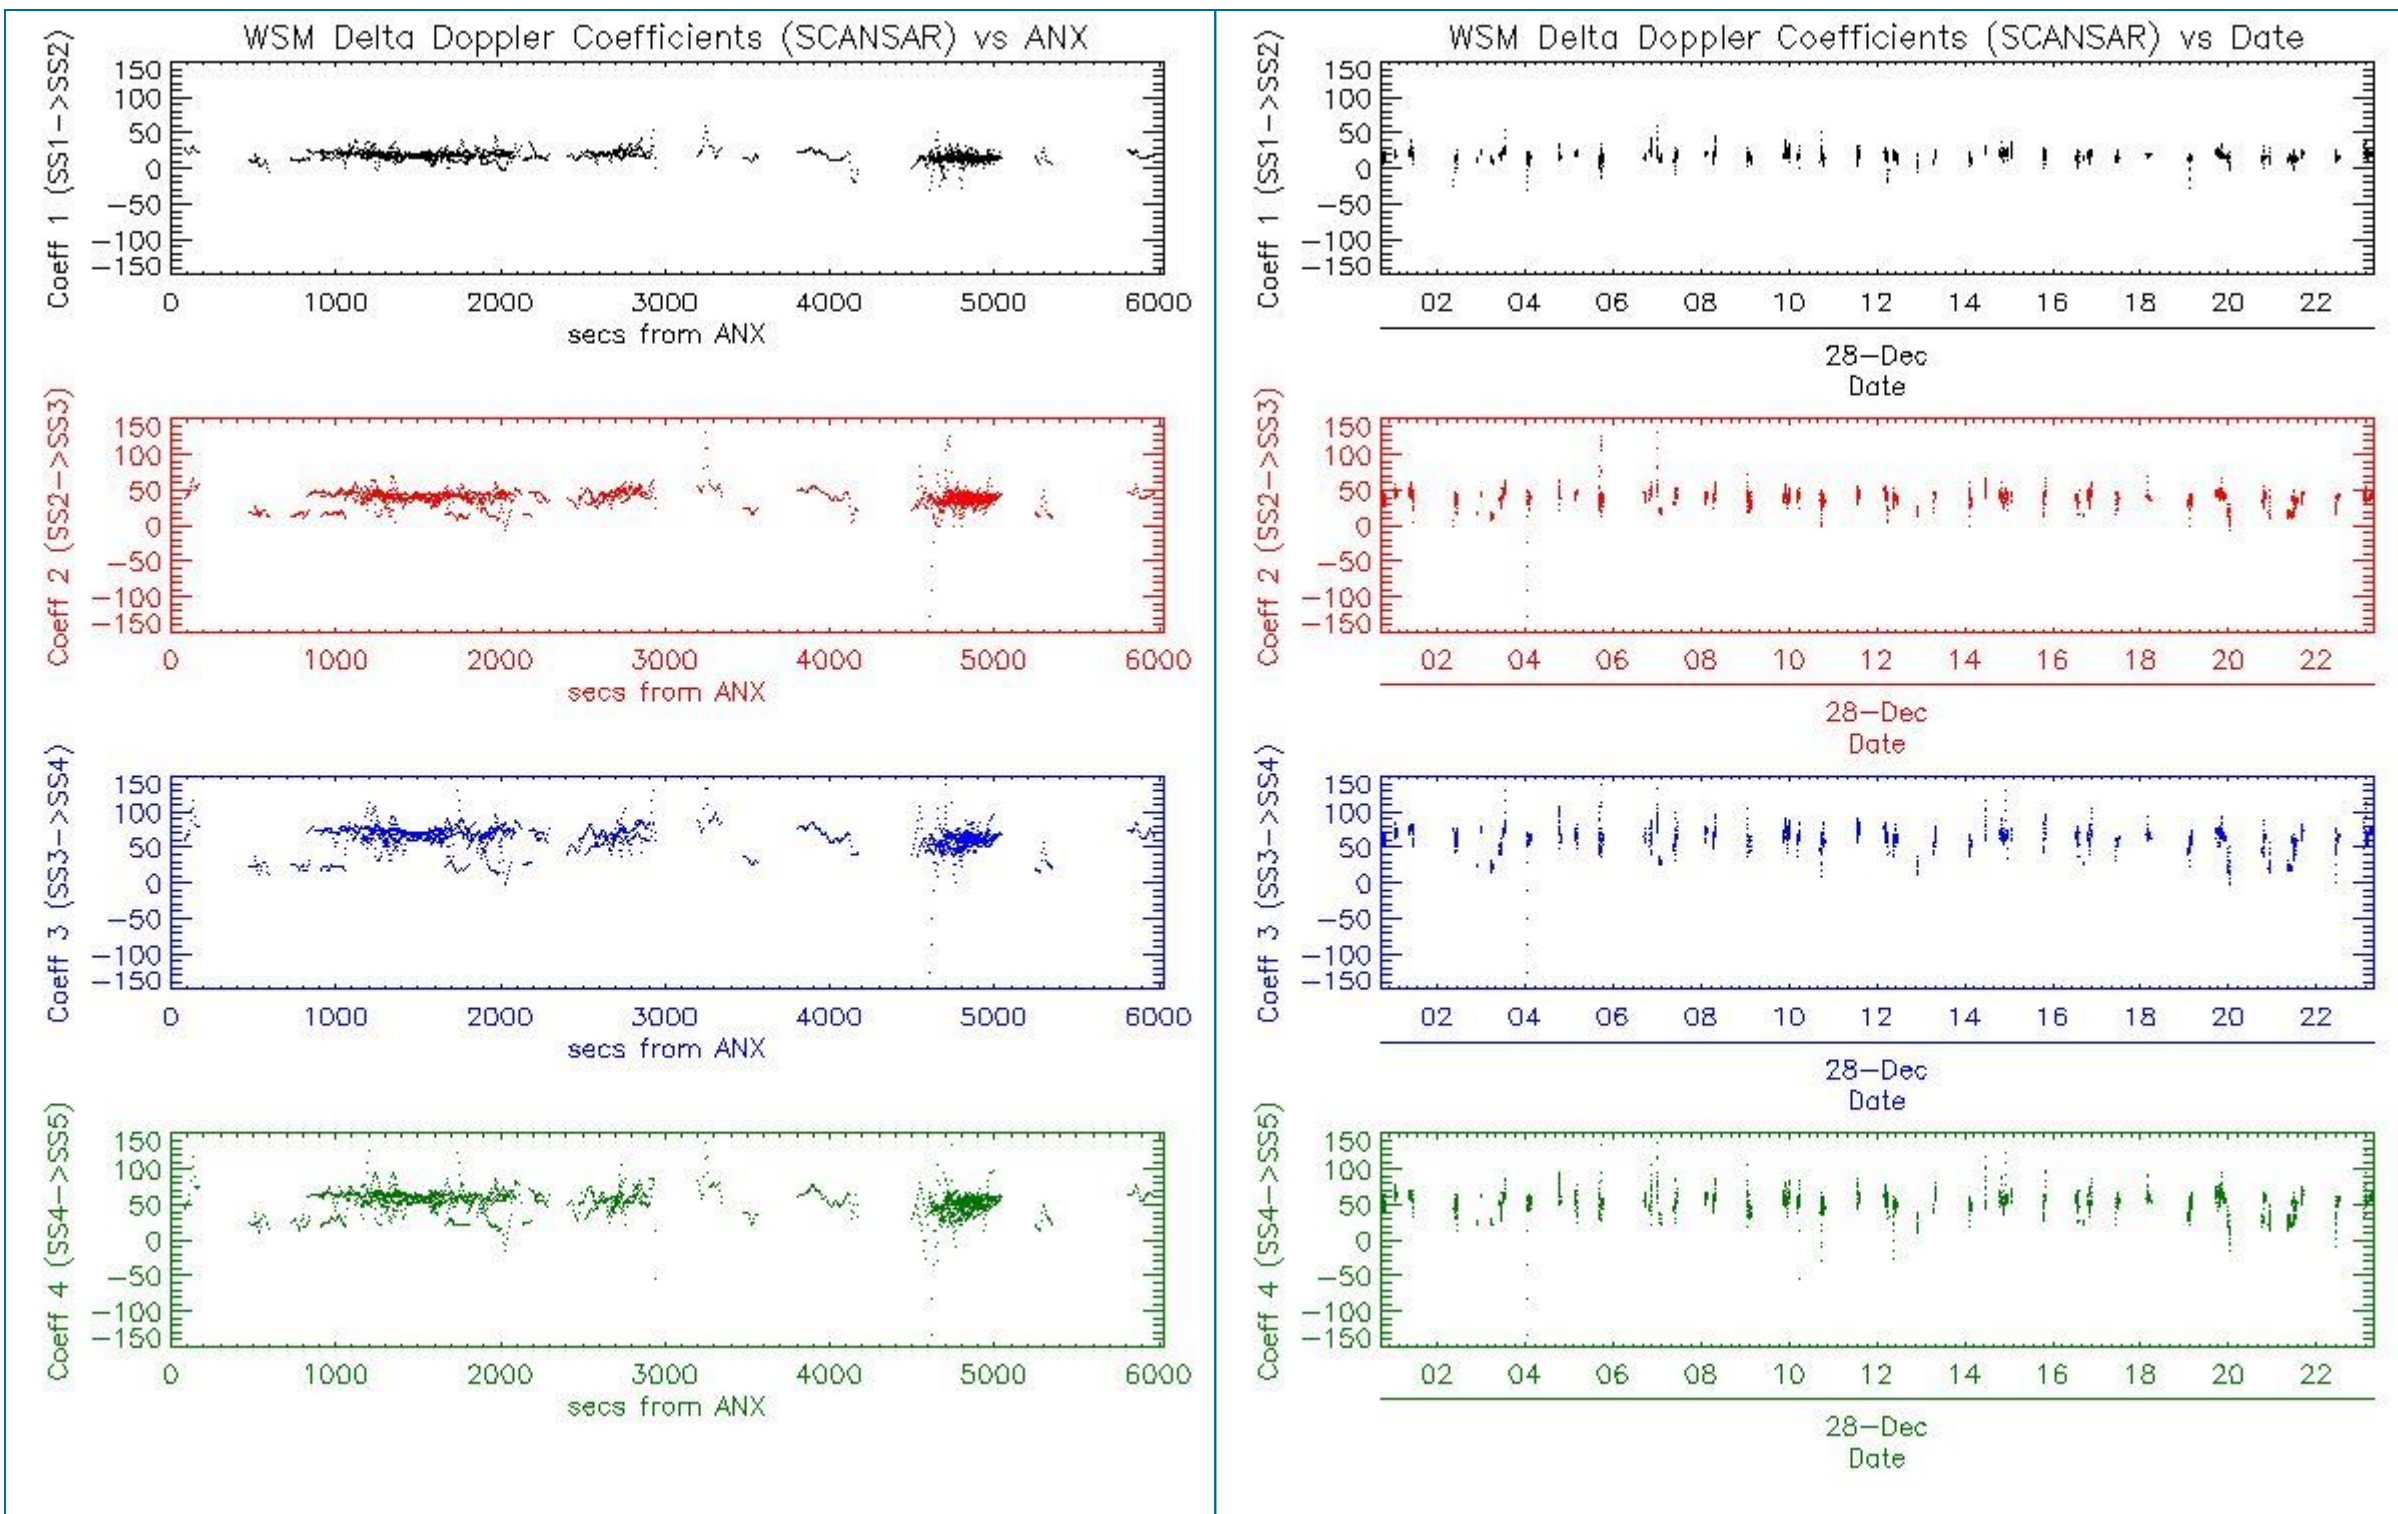 WSM Delta Doppler Coefficients (SCANSAR) vs ANX
Coeff 1 (SS1->SS2)
150
100
50
0
-50
-100
-150
0 1000 2000 3000 4000 5000 6000
secs from ANX
Coeff 2 (SS2->SS3)
150
100
50
0
-50
-100
-150
0 1000 2000 3000 4000 5000 6000
secs from ANX
Coeff 3 (SS3->SS4)
150
100
50
0
-50
-100
-150
0 1000 2000 3000 4000 5000 6000
secs from ANX
Coeff 4 (SS4->SS5)
150
100
50
0
-50
-100
-150
0 1000 2000 3000 4000 5000 6000
secs from ANX
WSM Delta Doppler Coefficients (SCANSAR) vs Date
Coeff 1 (SS1->SS2)
150
100
50
0
-50
-100
-150
02 04 06 08 10 12 14 16 18 20 22
28-Dec
Date
Coeff 2 (SS2->SS3)
150
100
50
0
-50
-100
-150
02 04 06 08 10 12 14 16 18 20 22
28-Dec
Date
Coeff 3 (SS3->SS4)
150
100
50
0
-50
-100
-150
02 04 06 08 10 12 14 16 18 20 22
28-Dec
Date
Coeff 4 (SS4->SS5)
150
100
50
0
-50
-100
-150
02 04 06 08 10 12 14 16 18 20 22
28-Dec
Date